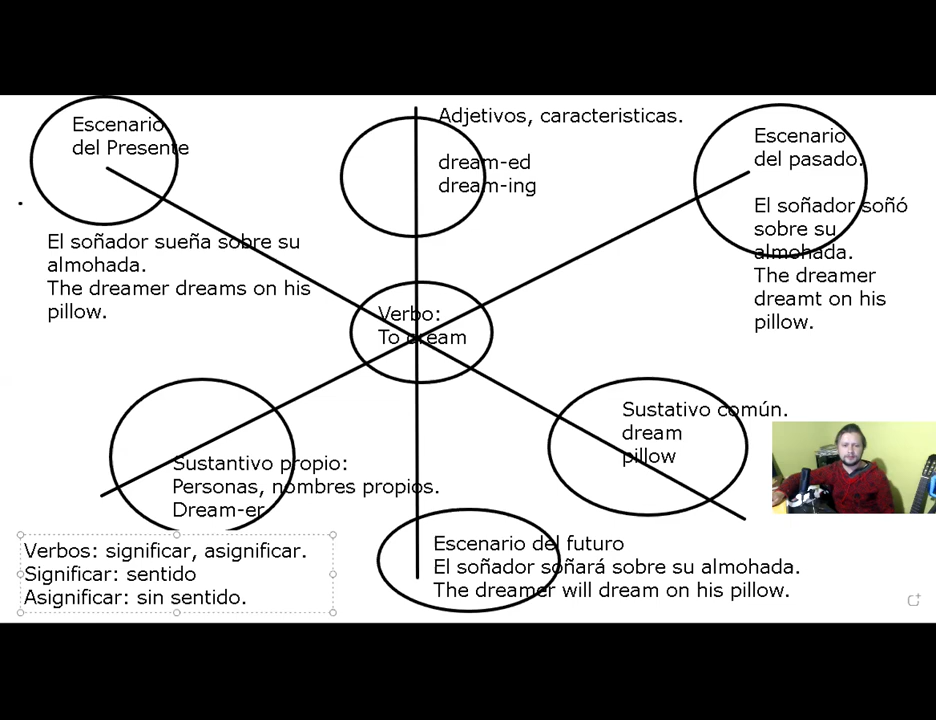 Escenario
del Presente
El soñador sueña sobre su
almohada.
The dreamer dreams on his
pillow.
Adjetivos, caracteristicas.
dream-ed
dream-ing
Escenario
del pasado.
El soñador soñó
sobre su
almohada.
The dreamer
dreamt on his
pillow.
Verbo:
To dream
Sustantivo propio:
Personas, nombres propios.
Dream-er
Sustativo común.
dream
pillow
Verbos: significar, asignificar.
Significar: sentido
Asignificar: sin sentido.
Escenario del futuro
El soñador soñará sobre su almohada.
The dreamer will dream on his pillow.